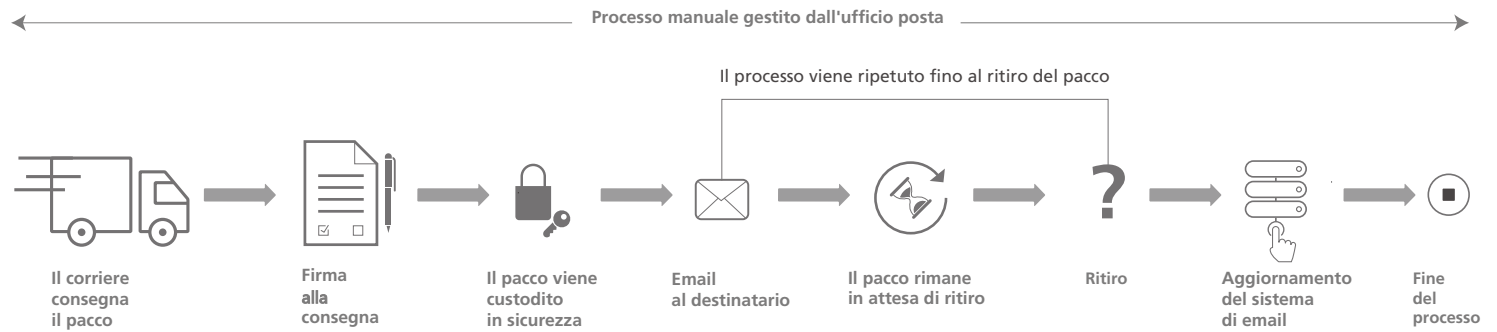 Processo manuale gestito dall'ufficio posta
Il processo viene ripetuto fino al ritiro del pacco
?
Il corriere
consegna
il pacco
Firma
alla
consegna
Il pacco viene
custodito
in sicurezza
Email
al destinatario
Il pacco rimane
in attesa di ritiro
Ritiro
Aggiornamento
del sistema
di email
Fine
del
processo